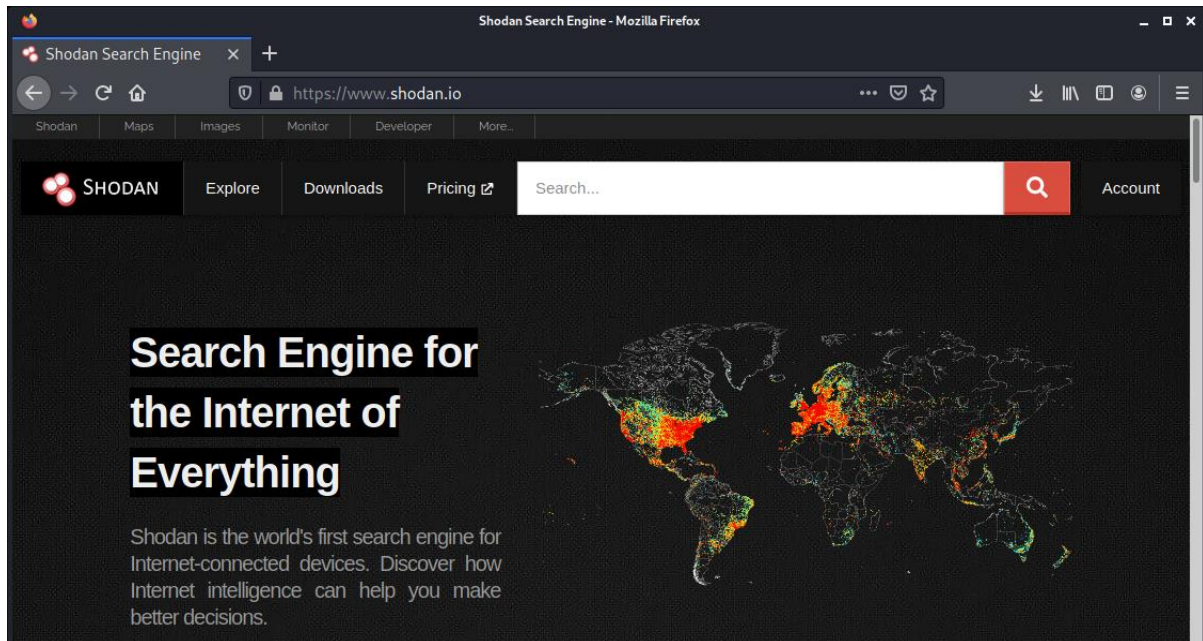 Shodan Search Engine - Mozilla Firefox
Shodan Search Engine
https://www.shodan.io
Shodan Maps Images Monitor Developer More...
SHODAN Explore Downloads Pricing Search... Account
Search Engine for
the Internet of
Everything
Shodan is the world's first search engine for
Internet-connected devices. Discover how
Internet intelligence can help you make
better decisions.